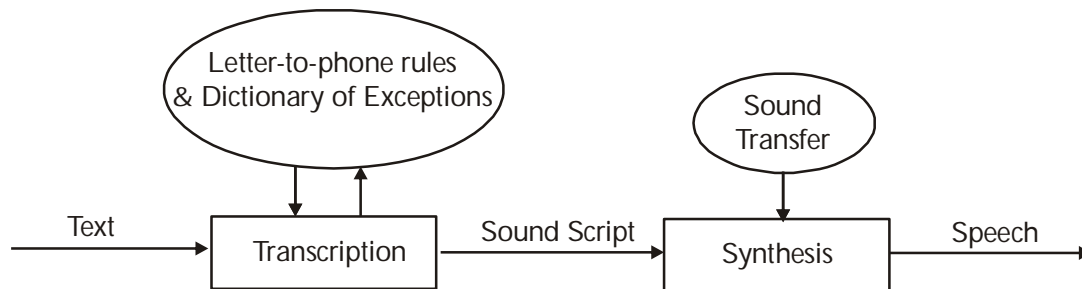 Letter-to-phone rules
& Dictionary of Exceptions
Sound
Transfer
Text
Transcription
Sound Script
Synthesis
Speech